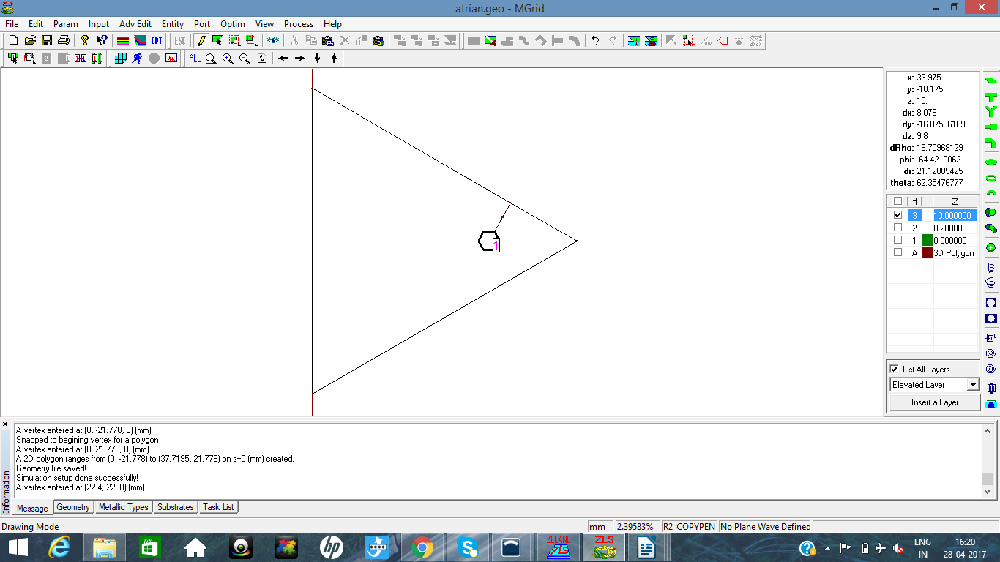 ZLS
atrian.geo - MGrid
File Edit Param Input Adv Edit Entity Port Optim View Process Help
OPT ESC
ALL
x: 33.975
y: -18.175
z: 10.
dx: 8.078
dy: -16.87596189
dz: 9.8
dRho: 18.70968129
phi: -64.42100621
dr: 21.12089425
theta: 62.35476777
# Z
3 10.000000
2 0.200000
1 0.000000
A 3D Polygon
1
List All Layers
Elevated Layer
Insert a Layer
A vertex entered at (0, -21.778, 0) (mm)
Snapped to begining vertex for a polygon
A vertex entered at (0, 21.778, 0) (mm)
A 2D polygon ranges from (0, -21.778) to (37.7195, 21.778) on z=0 (mm) created.
Geometry file saved!
Simulation setup done successfully!
A vertex entered at (22.4, 22, 0) (mm)
Information
Message Geometry Metallic Types Substrates Task List
Drawing Mode mm 2.39583% R2_COPYPEN No Plane Wave Defined
hp
ZELAND ZLS
ZLS
ENG
IN
16:20
28-04-2017